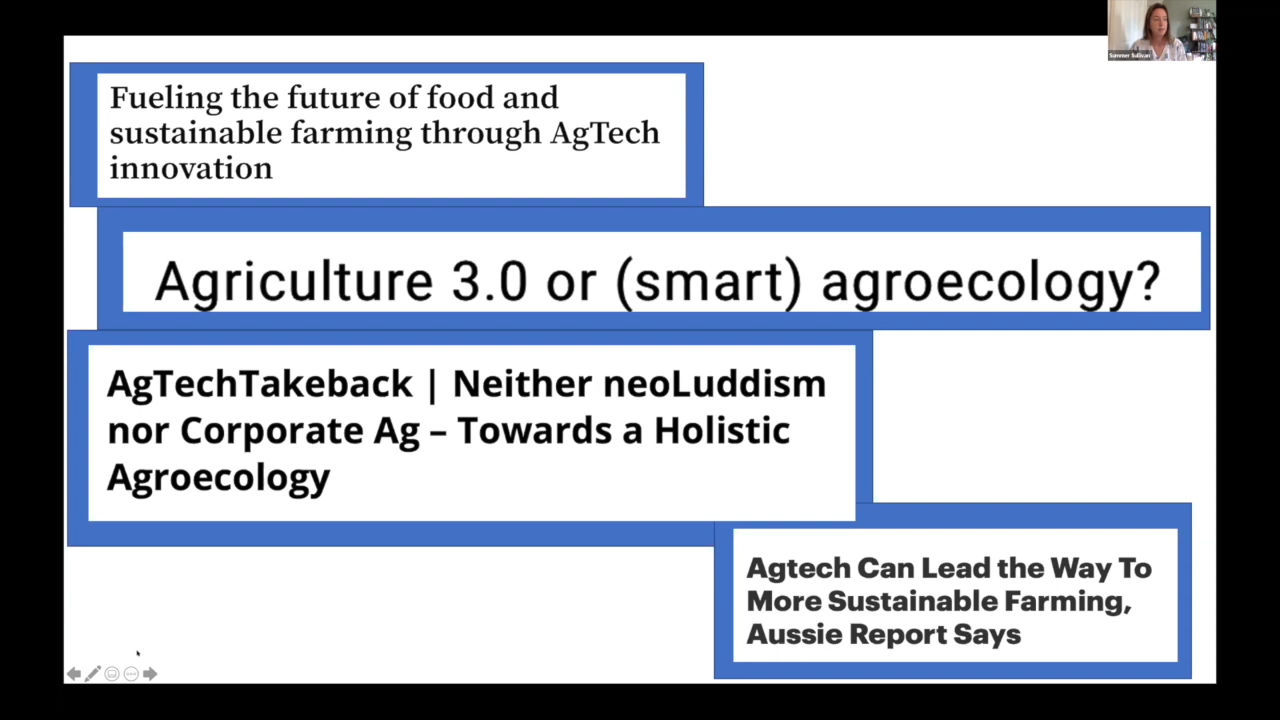 Summer Sullivan
Fueling the future of food and
sustainable farming through AgTech
innovation
Agriculture 3.0 or (smart) agroecology?
AgTechTakeback | Neither neoLuddism
nor Corporate Ag – Towards a Holistic
Agroecology
Agtech Can Lead the Way To
More Sustainable Farming,
Aussie Report Says